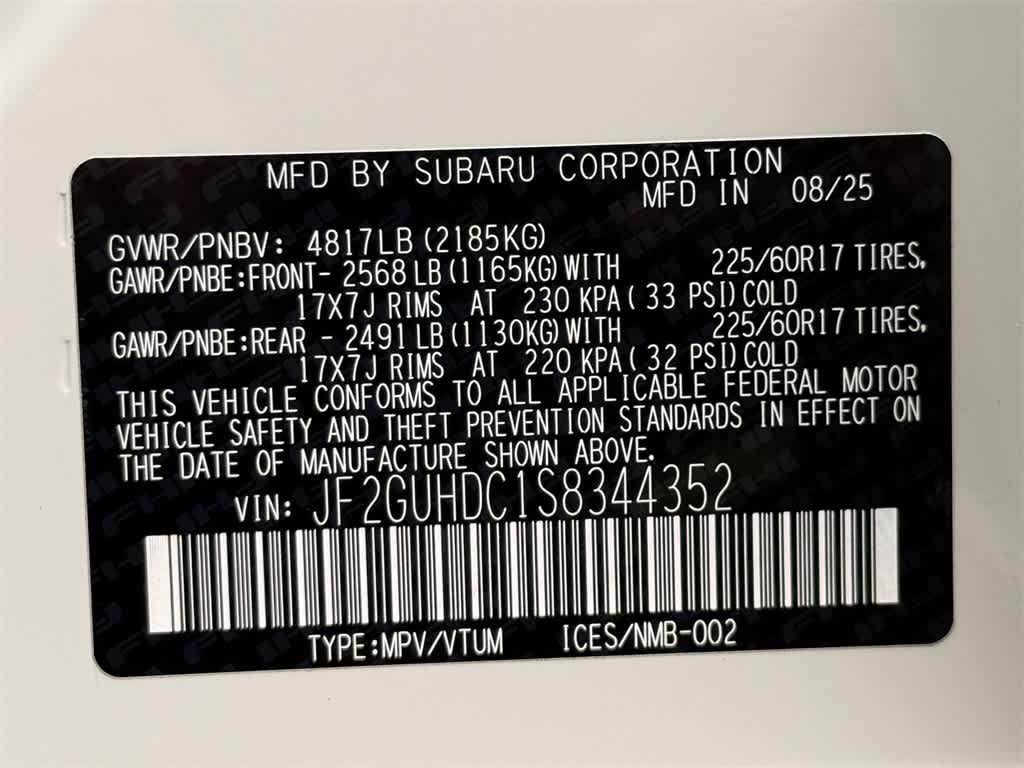 MFD BY SUBARU CORPORATION
MFD IN 08/25
GVWR/PNBV: 4817LB (2185KG)
GAWR/PNBE:FRONT- 2568 LB (1165KG) WITH 225/60R17 TIRES,
17X7J RIMS AT 230 KPA ( 33 PSI) COLD
GAWR/PNBE:REAR - 2491 LB (1130KG) WITH 225/60R17 TIRES,
17X7J RIMS AT 220 KPA ( 32 PSI) COLD
THIS VEHICLE CONFORMS TO ALL APPLICABLE FEDERAL MOTOR
VEHICLE SAFETY AND THEFT PREVENTION STANDARDS IN EFFECT ON
THE DATE OF MANUFACTURE SHOWN ABOVE.
VIN: JF2GUHDC1S8344352
TYPE:MPV/VTUM ICES/NMB-002